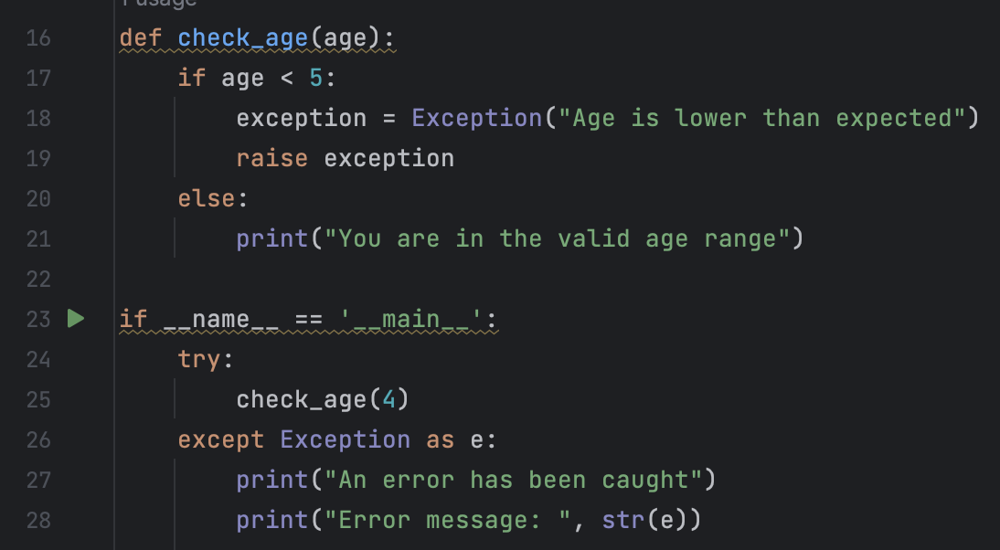 usage
16 def check_age(age):
17     if age < 5:
18         exception = Exception("Age is lower than expected")
19         raise exception
20     else:
21         print("You are in the valid age range")
22
23 if __name__ == '__main__':
24     try:
25         check_age(4)
26     except Exception as e:
27         print("An error has been caught")
28         print("Error message: ", str(e))